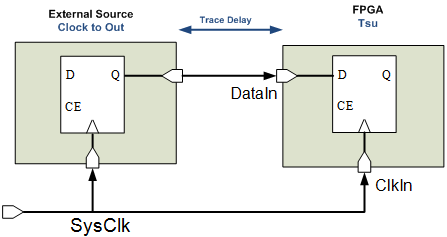 External Source
Clock to Out
Trace Delay
FPGA
Tsu
D
Q
CE
DataIn
D
Q
CE
ClkIn
SysClk